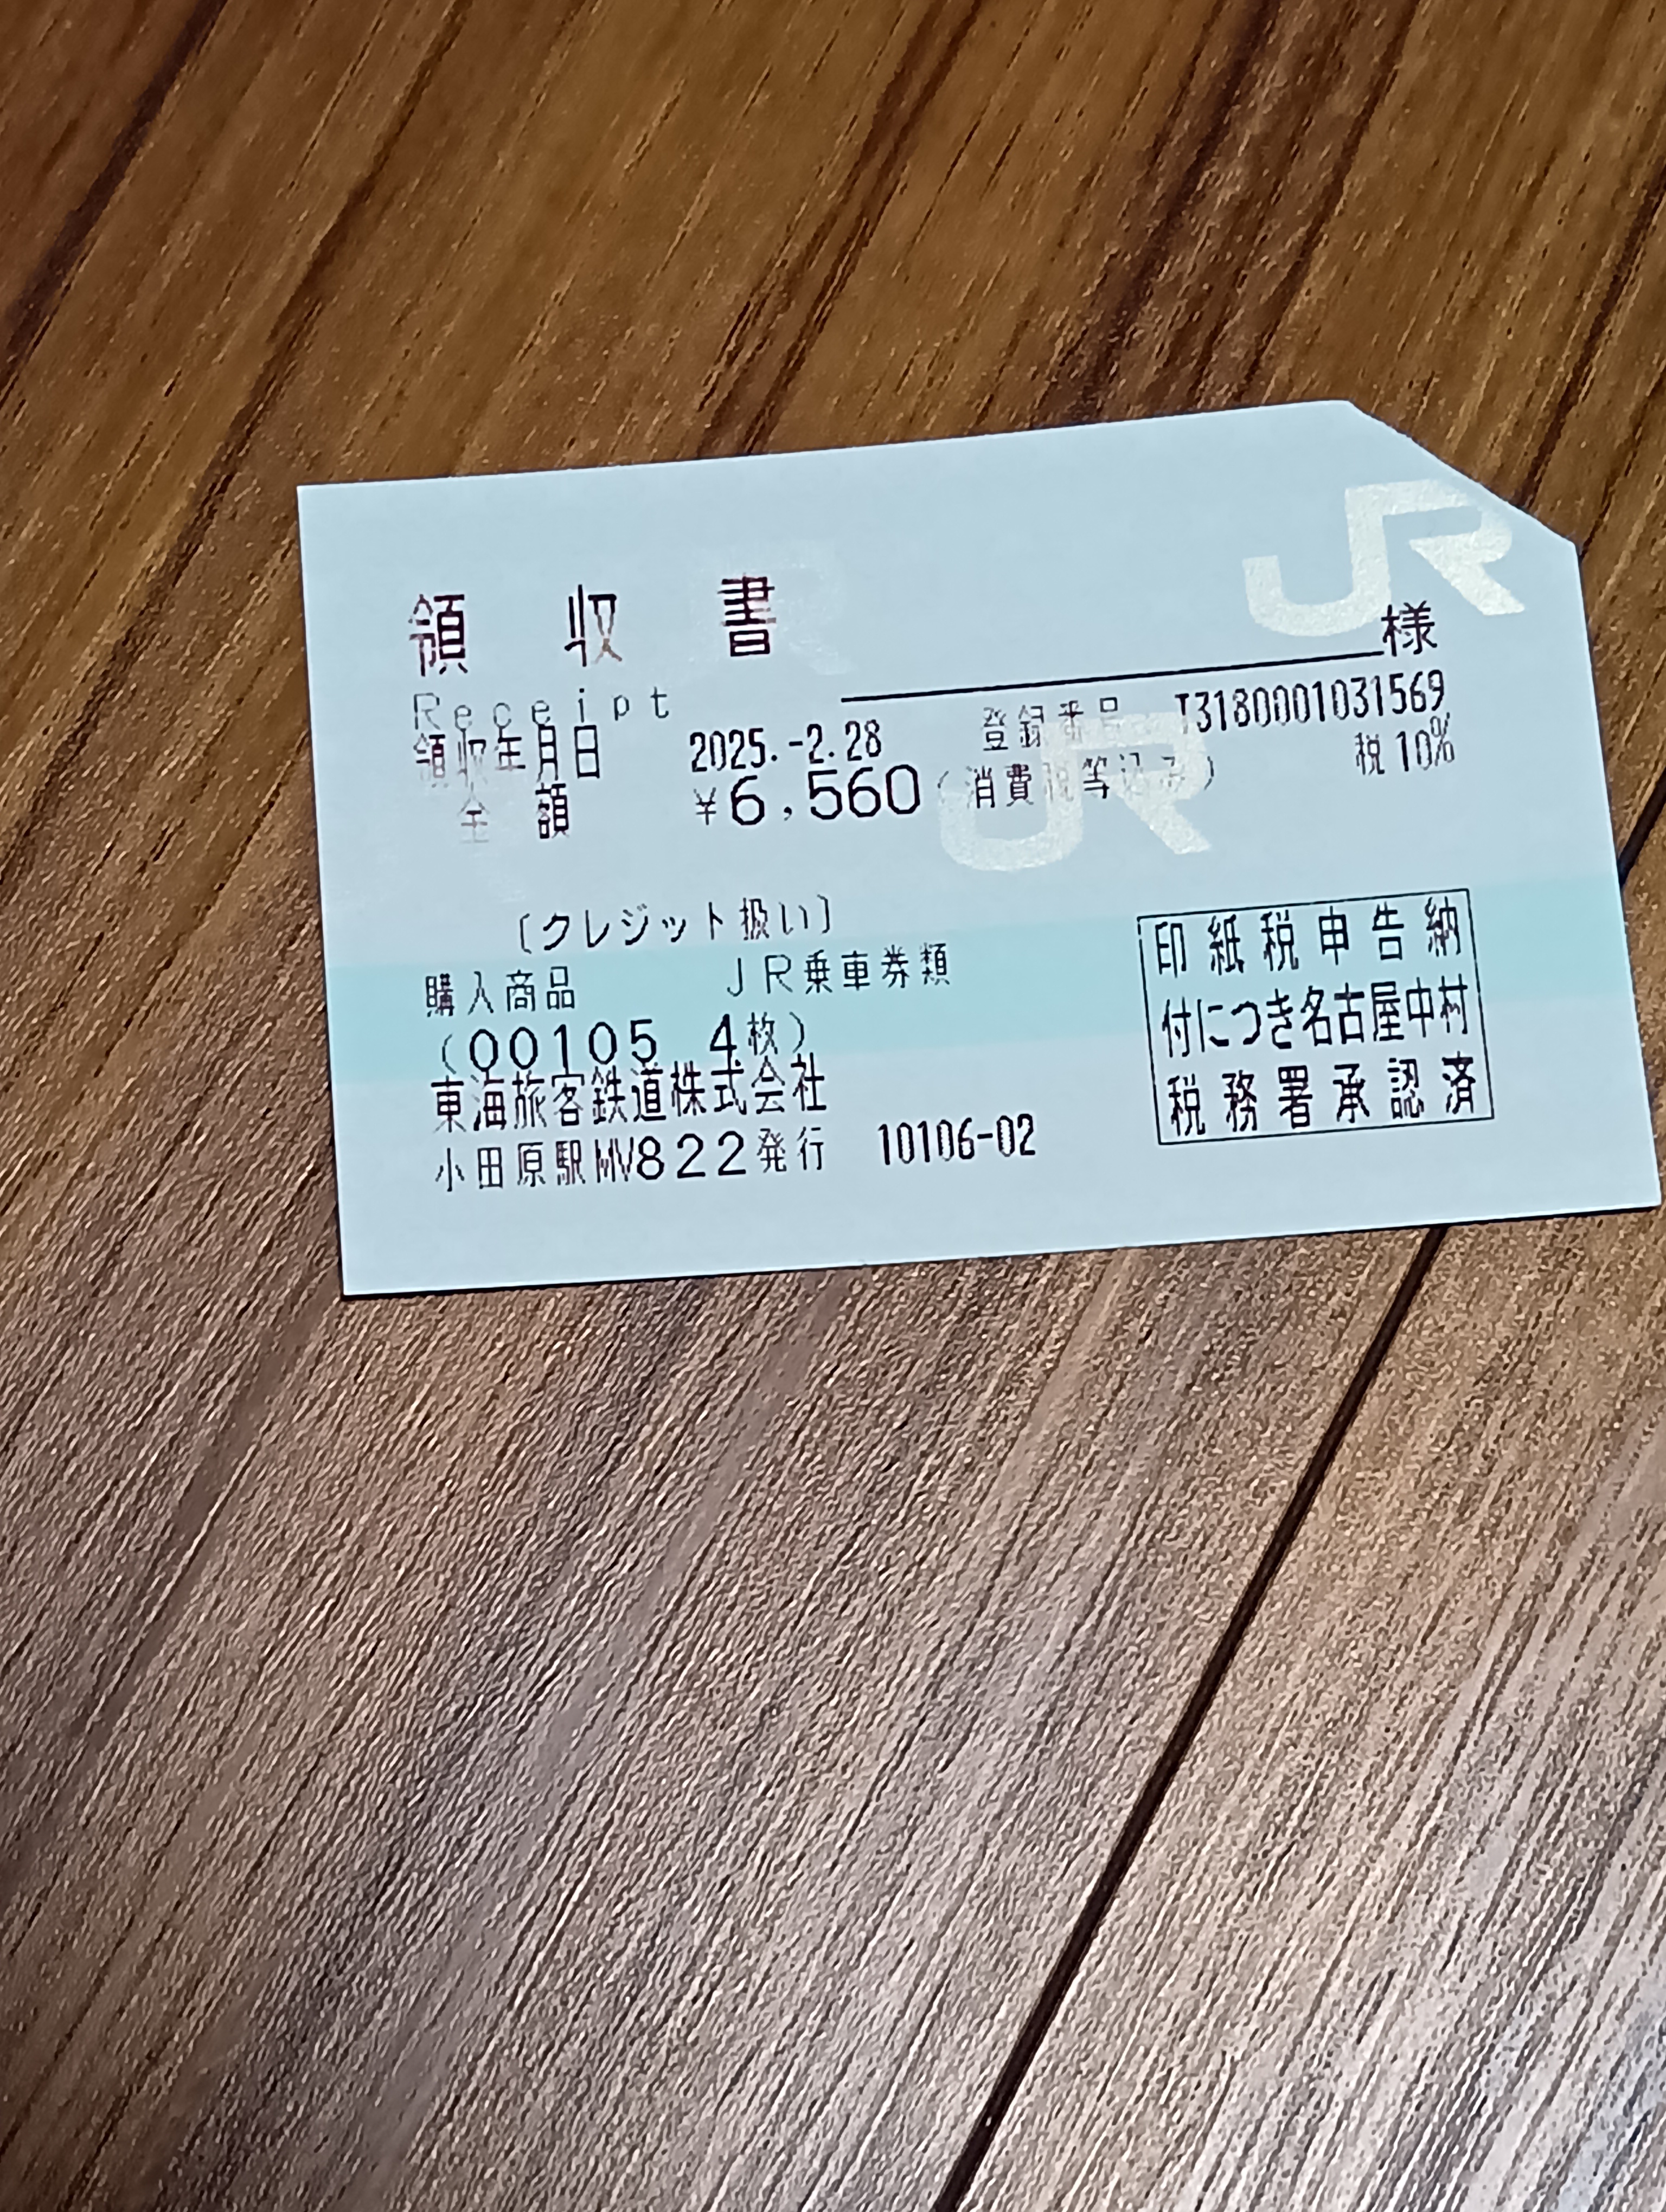 JR
領収書
様
Receipt
登録番号 T3180001031569
領収年月日 2025.-2.28
税10%
金額 ¥6,560(消費税等込み)
JR
〔クレジット扱い〕
購入商品 JR乗車券類
(00105 4枚)
東海旅客鉄道株式会社
小田原駅MV822発行 10106-02
印紙税申告納
付につき名古屋中村
税務署承認済